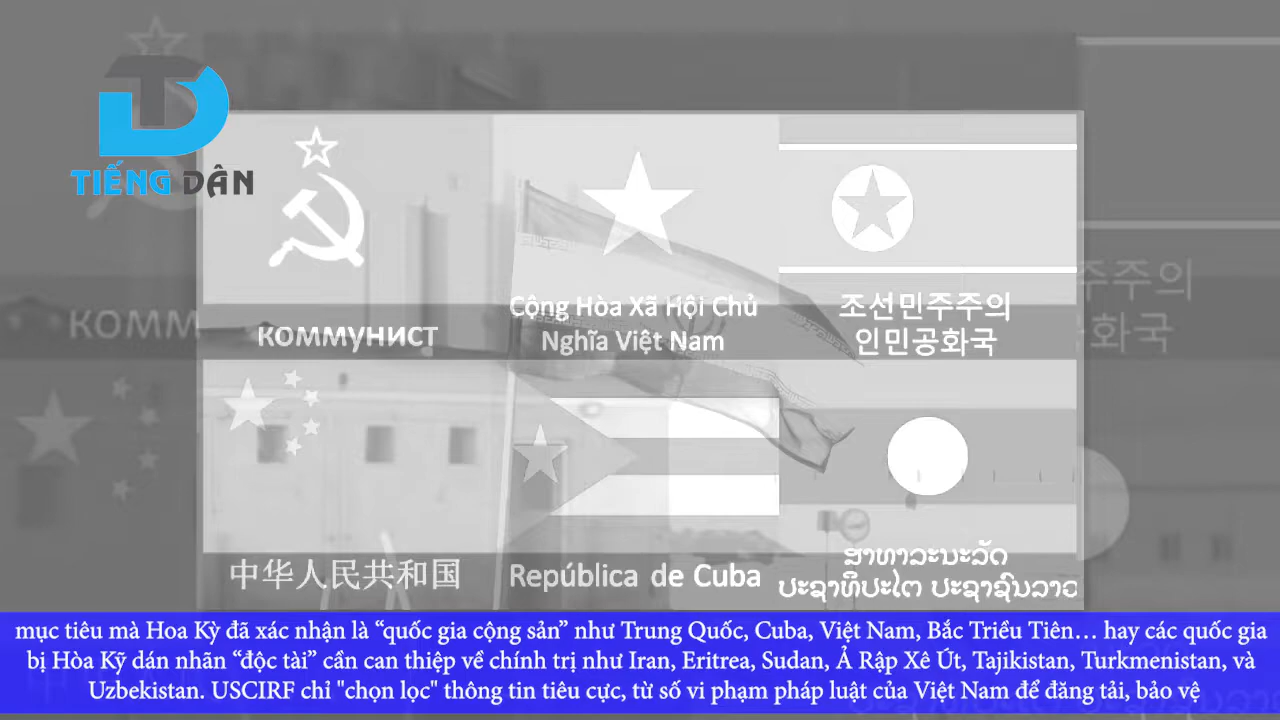 TIẾNG DÂN
коммунист
Cộng Hòa Xã Hội Chủ
Nghĩa Việt Nam
조선민주주의
인민공화국
中华人民共和国
República de Cuba
ສາທາລະນະລັດ
ປະຊາທິປະໄຕ ປະຊາຊົນລາວ
КОММ
주주의
화국
mục tiêu mà Hoa Kỳ đã xác nhận là “quốc gia cộng sản” như Trung Quốc, Cuba, Việt Nam, Bắc Triều Tiên… hay các quốc gia
bị Hòa Kỹ dán nhãn “độc tài” cần can thiệp về chính trị như Iran, Eritrea, Sudan, Ả Rập Xê Út, Tajikistan, Turkmenistan, và
Uzbekistan. USCIRF chỉ "chọn lọc" thông tin tiêu cực, từ số vi phạm pháp luật của Việt Nam để đăng tải, bảo vệ